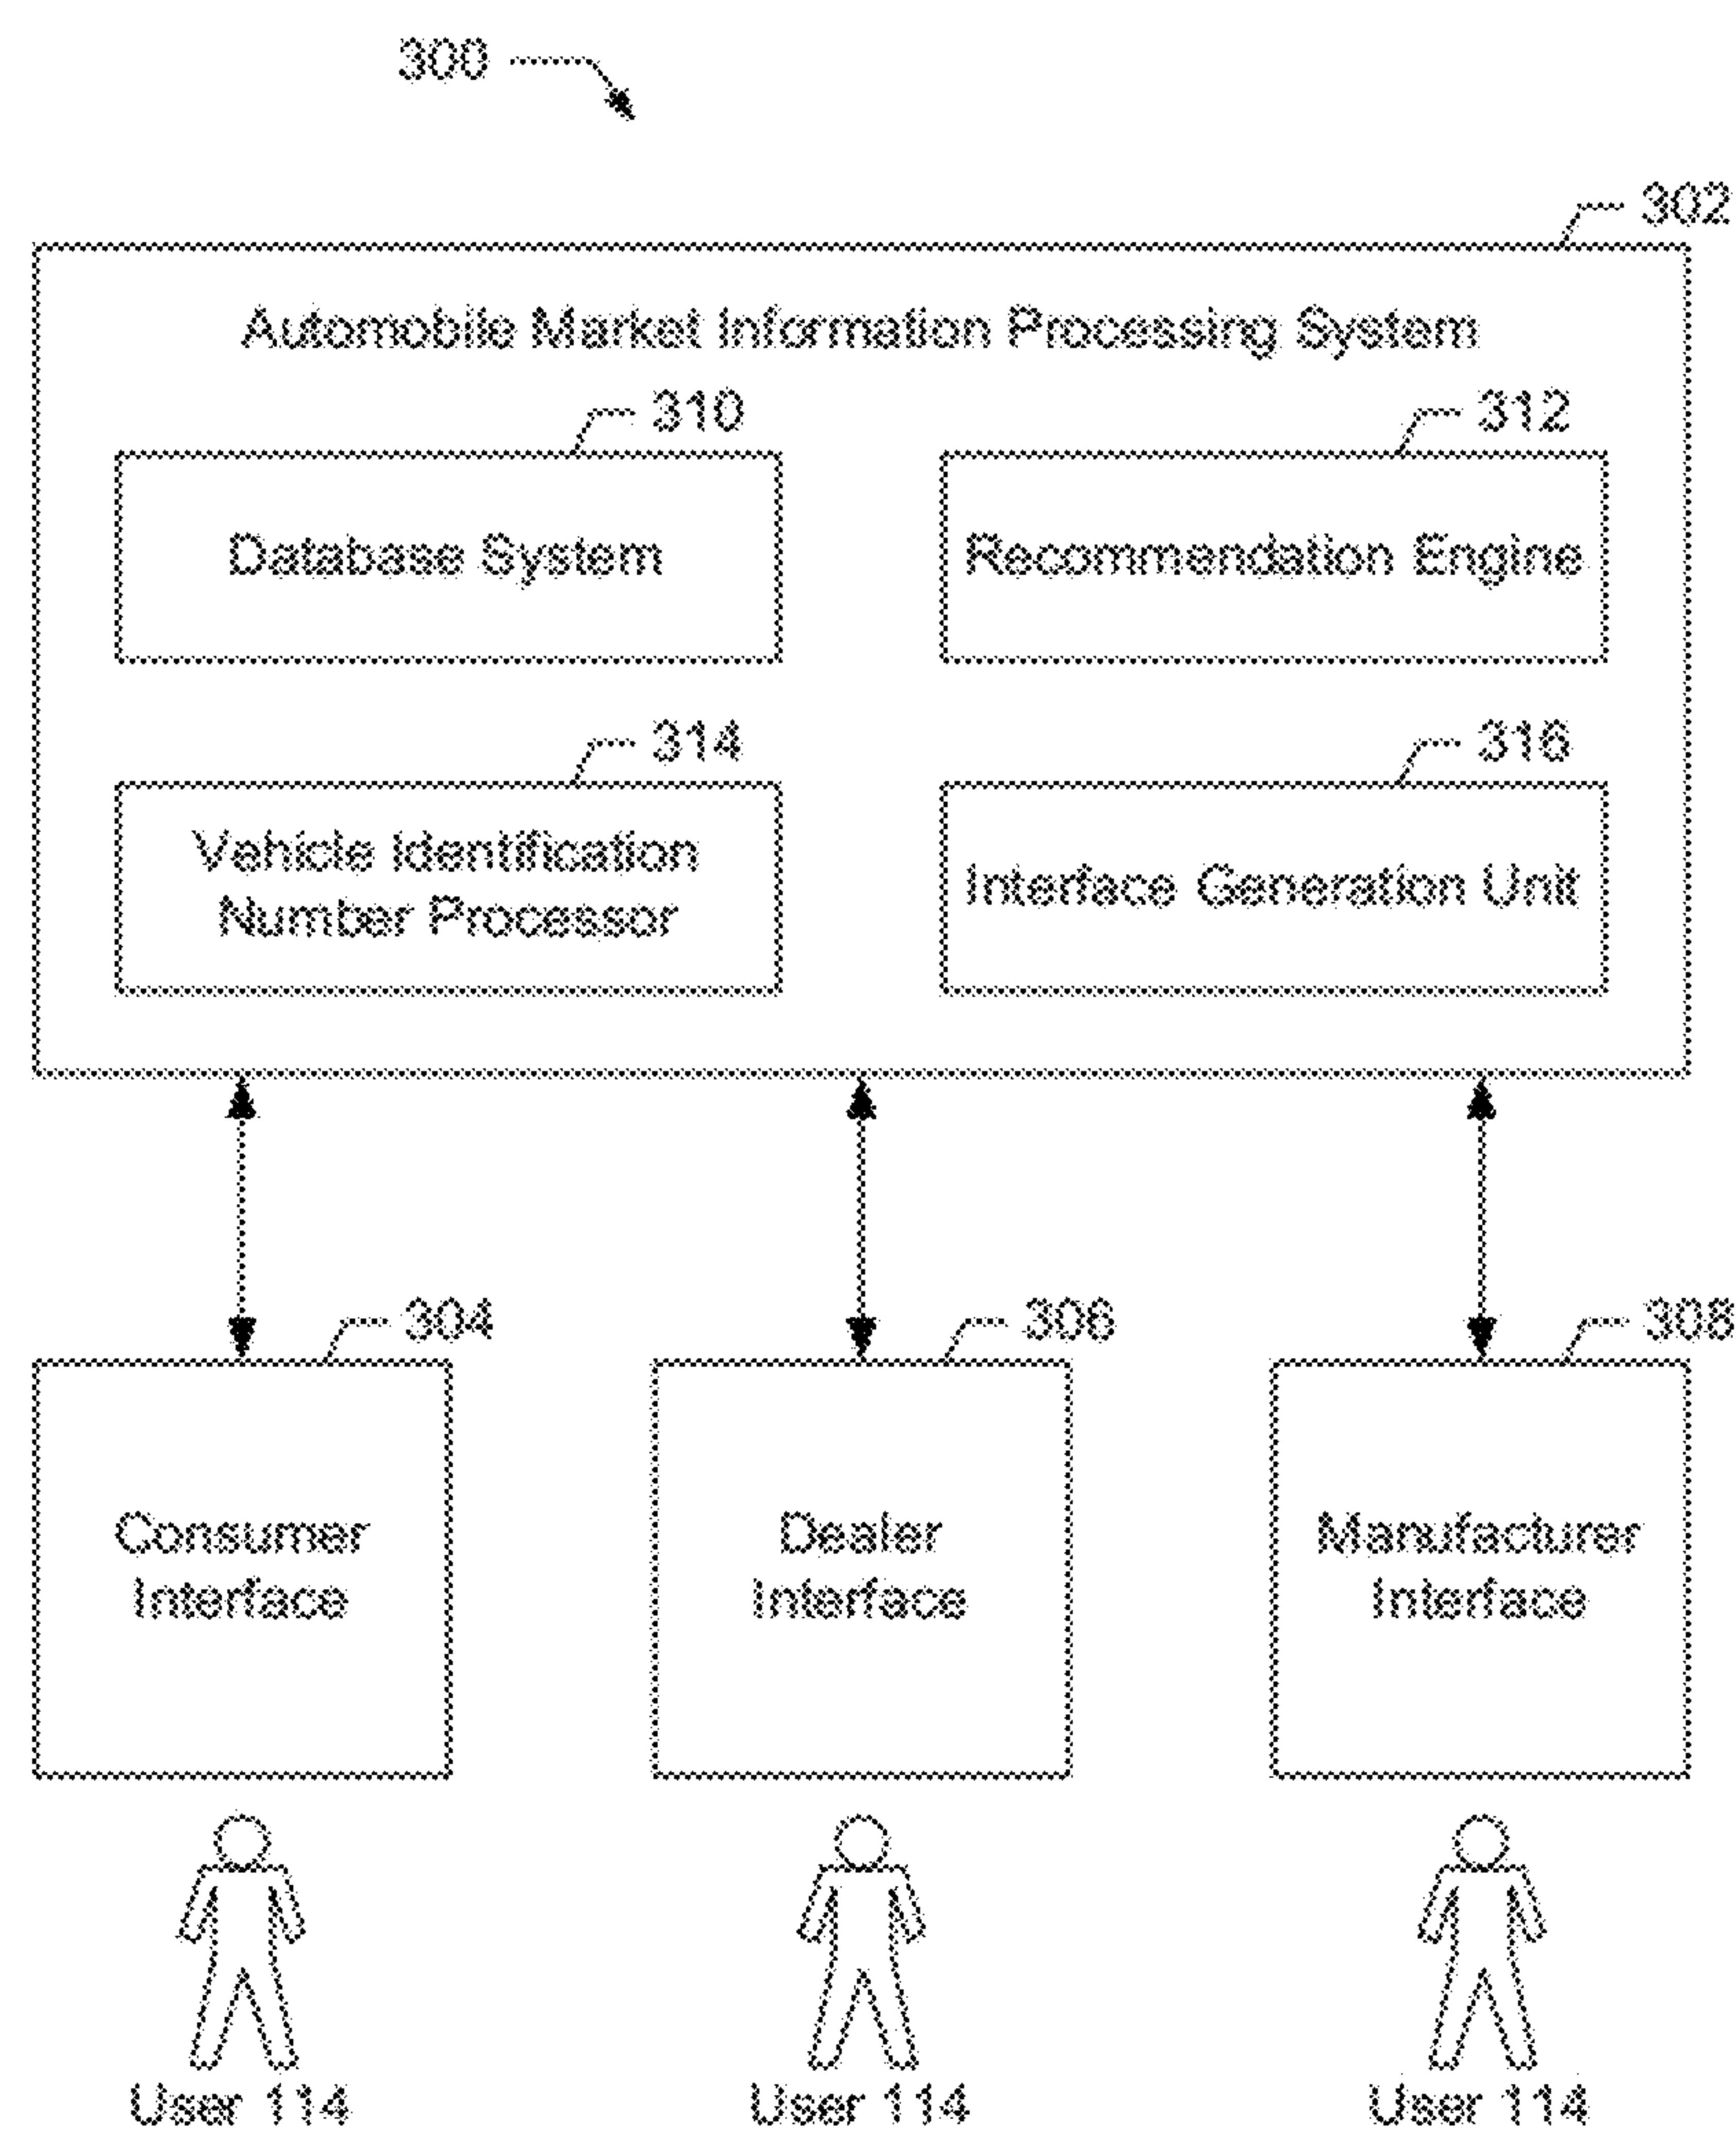 300
302
Automobile Market Information Processing System
310
312
Database System
Recommendation Engine
314
316
Vehicle Identification
Number Processor
Interface Generation Unit
304
306
308
Consumer
Interface
Dealer
Interface
Manufacturer
Interface
User 114
User 114
User 114